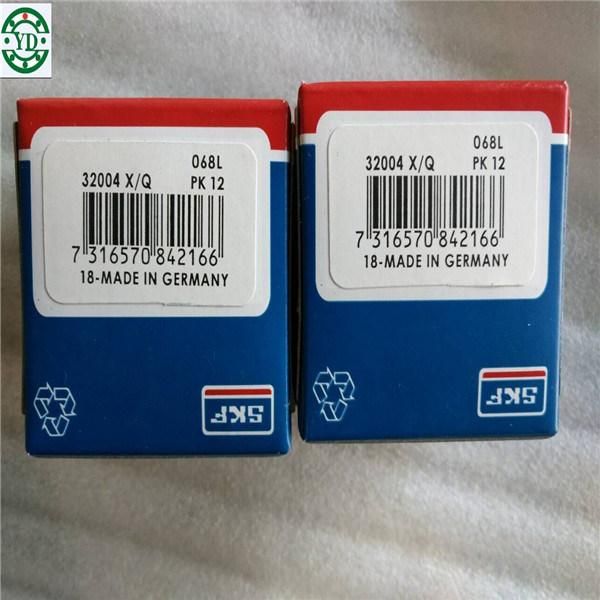 YD
068L
32004 X/Q PK 12
7 316570 842166
18-MADE IN GERMANY
SKF
068L
32004 X/Q PK 12
7 316570 842166
18-MADE IN GERMANY
SKF